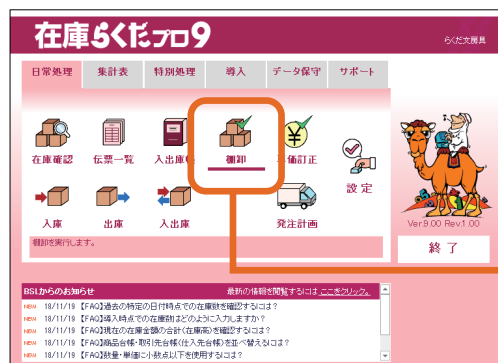 在庫らくだプロ9
らくだ文房具
日常処理 集計表 特別処理 導入 データ保守 サポート
在庫確認 伝票一覧 入出庫 棚卸 価訂正
設定
入庫 出庫 入出庫 発注計画
Ver.9.00 Rev.1.00
棚卸を実行します。
終了
BSLからのお知らせ 最新の情報を閲覧するには ここをクリック。
NEW 18/11/19 【FAQ】過去の特定の日付時点での在庫数を確認するには？
NEW 18/11/19 【FAQ】導入時点での在庫数はどのように入力しますか？
NEW 18/11/19 【FAQ】現在の在庫金額の合計（在庫高）を確認するには？
NEW 18/11/19 【FAQ】商品台帳・取引先台帳（仕入先台帳）を並べ替えるには？
NEW 18/11/19 【FAQ】数量・単価に小数点以下を使用するには？